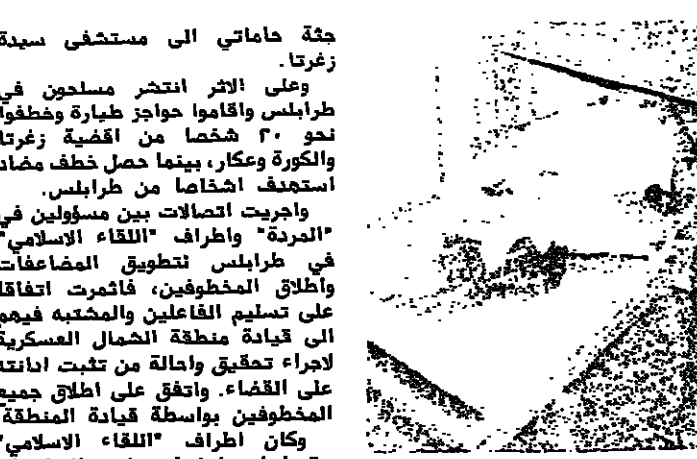 جثة حاماتي الى مستشفى سيدة
زغرتا.
وعلى الاثر انتشر مسلحون في
طرابلس واقاموا حواجز طيارة وخطفوا
نحو ٢٠ شخصا من اقضية زغرتا
والكورة وعكار، بينما حصل خطف مضاد
استهدف اشخاصا من طرابلس.
واجريت اتصالات بين مسؤولين في
"المردة" واطراف "اللقاء الاسلامي"
في طرابلس لتطويق المضاعفات
واطلاق المخطوفين، فاثمرت اتفاقا
على تسليم الفاعلين والمشتبه فيهم
الى قيادة منطقة الشمال العسكرية
لاجراء تحقيق واحالة من تثبت ادانته
على القضاء. واتفق على اطلاق جميع
المخطوفين بواسطة قيادة المنطقة.
وكان اطراف "اللقاء الاسلامي"